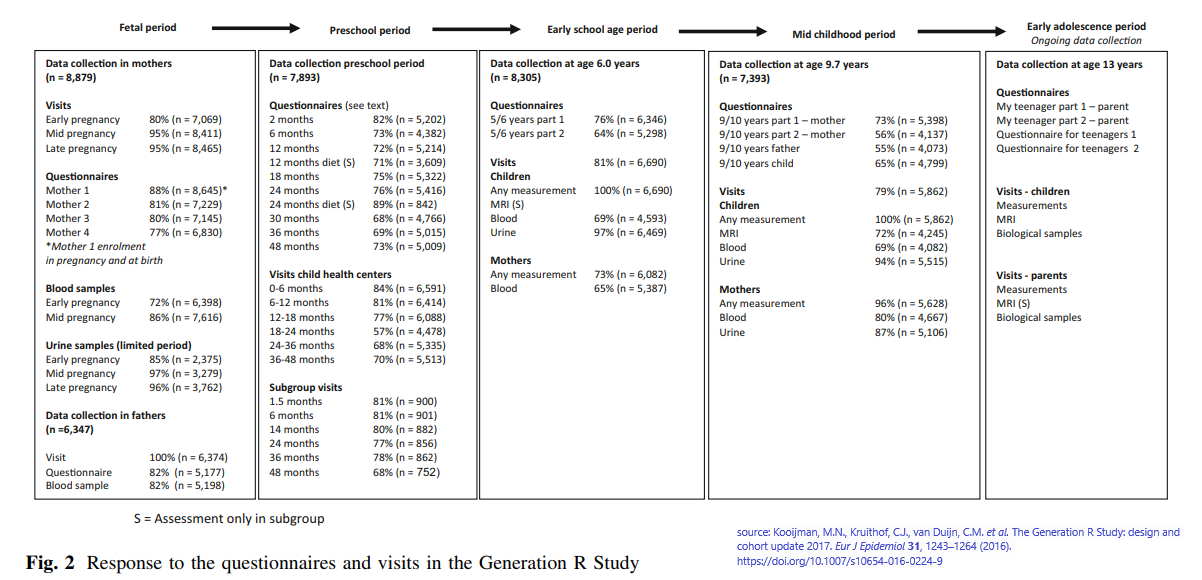 Fetal period
Preschool period
Early school age period
Mid childhood period
Early adolescence period
Ongoing data collection
Data collection in mothers
(n = 8,879)
Visits
Early pregnancy 80% (n = 7,069)
Mid pregnancy 95% (n = 8,411)
Late pregnancy 95% (n = 8,465)
Questionnaires
Mother 1 88% (n = 8,645)*
Mother 2 81% (n = 7,229)
Mother 3 80% (n = 7,145)
Mother 4 77% (n = 6,830)
*Mother 1 enrolment
in pregnancy and at birth
Blood samples
Early pregnancy 72% (n = 6,398)
Mid pregnancy 86% (n = 7,616)
Urine samples (limited period)
Early pregnancy 85% (n = 2,375)
Mid pregnancy 97% (n = 3,279)
Late pregnancy 96% (n = 3,762)
Data collection in fathers
(n =6,347)
Visit 100% (n = 6,374)
Questionnaire 82% (n = 5,177)
Blood sample 82% (n = 5,198)
Data collection preschool period
(n = 7,893)
Questionnaires (see text)
2 months 82% (n = 5,202)
6 months 73% (n = 4,382)
12 months 72% (n = 5,214)
12 months diet (S) 71% (n = 3,609)
18 months 75% (n = 5,322)
24 months 76% (n = 5,416)
24 months diet (S) 89% (n = 842)
30 months 68% (n = 4,766)
36 months 69% (n = 5,015)
48 months 73% (n = 5,009)
Visits child health centers
0-6 months 84% (n = 6,591)
6-12 months 81% (n = 6,414)
12-18 months 77% (n = 6,088)
18-24 months 57% (n = 4,478)
24-36 months 68% (n = 5,335)
36-48 months 70% (n = 5,513)
Subgroup visits
1.5 months 81% (n = 900)
6 months 81% (n = 901)
14 months 80% (n = 882)
24 months 77% (n = 856)
36 months 78% (n = 862)
48 months 68% (n = 752)
Data collection at age 6.0 years
(n = 8,305)
Questionnaires
5/6 years part 1 76% (n = 6,346)
5/6 years part 2 64% (n = 5,298)
Visits 81% (n = 6,690)
Children
Any measurement 100% (n = 6,690)
MRI (S)
Blood 69% (n = 4,593)
Urine 97% (n = 6,469)
Mothers
Any measurement 73% (n = 6,082)
Blood 65% (n = 5,387)
Data collection at age 9.7 years
(n = 7,393)
Questionnaires
9/10 years part 1 – mother 73% (n = 5,398)
9/10 years part 2 – mother 56% (n = 4,137)
9/10 years father 55% (n = 4,073)
9/10 years child 65% (n = 4,799)
Visits 79% (n = 5,862)
Children
Any measurement 100% (n = 5,862)
MRI 72% (n = 4,245)
Blood 69% (n = 4,082)
Urine 94% (n = 5,515)
Mothers
Any measurement 96% (n = 5,628)
Blood 80% (n = 4,667)
Urine 87% (n = 5,106)
Data collection at age 13 years
Questionnaires
My teenager part 1 – parent
My teenager part 2 – parent
Questionnaire for teenagers 1
Questionnaire for teenagers 2
Visits - children
Measurements
MRI
Biological samples
Visits - parents
Measurements
MRI (S)
Biological samples
S = Assessment only in subgroup
source: Kooijman, M.N., Kruithof, C.J., van Duijn, C.M. et al. The Generation R Study: design and
cohort update 2017. Eur J Epidemiol 31, 1243–1264 (2016).
https://doi.org/10.1007/s10654-016-0224-9
Fig. 2 Response to the questionnaires and visits in the Generation R Study